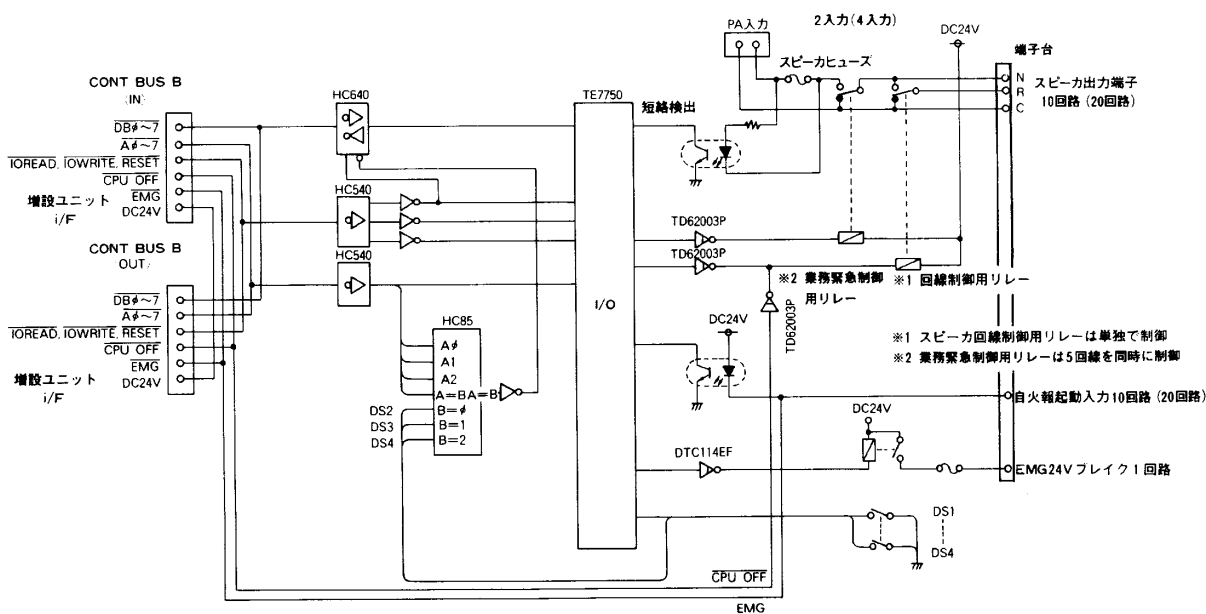 PA入力
2入力(4入力)
DC24V
端子台
スピーカヒューズ
CONT BUS B
(IN)
HC640
TE7750
短絡検出
N
R
C
スピーカ出力端子
10回路(20回路)
DBφ〜7
Aφ〜7
IOREAD, IOWRITE, RESET
CPU OFF
EMG
DC24V
増設ユニット
i/F
HC540
TD62003P
TD62003P
CONT BUS B
OUT
HC540
※2 業務緊急制御
用リレー
※1 回線制御用リレー
I/O
TD62003P
DBφ〜7
Aφ〜7
IOREAD, IOWRITE, RESET
CPU OFF
EMG
DC24V
増設ユニット
i/F
HC85
Aφ
A1
A2
A=BA=B
B=φ
B=1
B=2
DS2
DS3
DS4
DC24V
※1 スピーカ回線制御用リレーは単独で制御
※2 業務緊急制御用リレーは5回線を同時に制御
自火報起動入力10回路(20回路)
DC24V
DTC114EF
EMG24Vブレイク1回路
DS1
DS4
CPU OFF
EMG